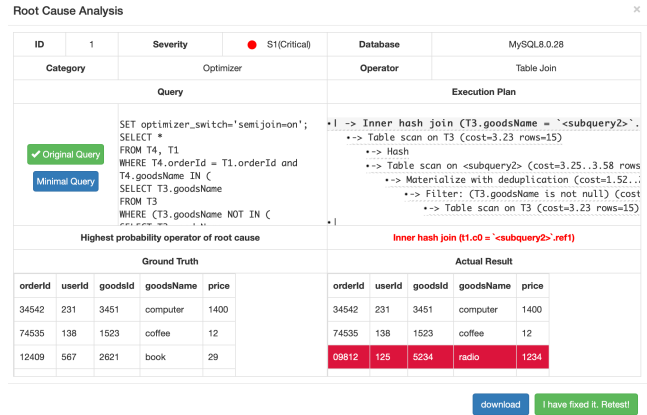 Root Cause Analysis ×
ID 1 Severity S1(Critical) Database MySQL8.0.28
Category Optimizer Operator Table Join
Query Execution Plan
Original Query
Minimal Query
SET optimizer_switch='semijoin=on';
SELECT *
FROM T4, T1
WHERE T4.orderId = T1.orderId and
T4.goodsName IN (
SELECT T3.goodsName
FROM T3
WHERE (T3.goodsName NOT IN (
•| -> Inner hash join (T3.goodsName = `<subquery2>`.
•-> Table scan on T3 (cost=3.23 rows=15)
•-> Hash
•-> Table scan on <subquery2> (cost=3.25..3.58 rows
•-> Materialize with deduplication (cost=1.52..
•-> Filter: (T3.goodsName is not null) (cost
•-> Table scan on T3 (cost=3.23 rows=15)
•|
Highest probability operator of root cause Inner hash join (t1.c0 = `<subquery2>`.ref1)
Ground Truth Actual Result
orderId userId goodsId goodsName price
34542 231 3451 computer 1400
74535 138 1523 coffee 12
12409 567 2621 book 29
orderId userId goodsId goodsName price
34542 231 3451 computer 1400
74535 138 1523 coffee 12
09812 125 5234 radio 1234
download I have fixed it. Retest!